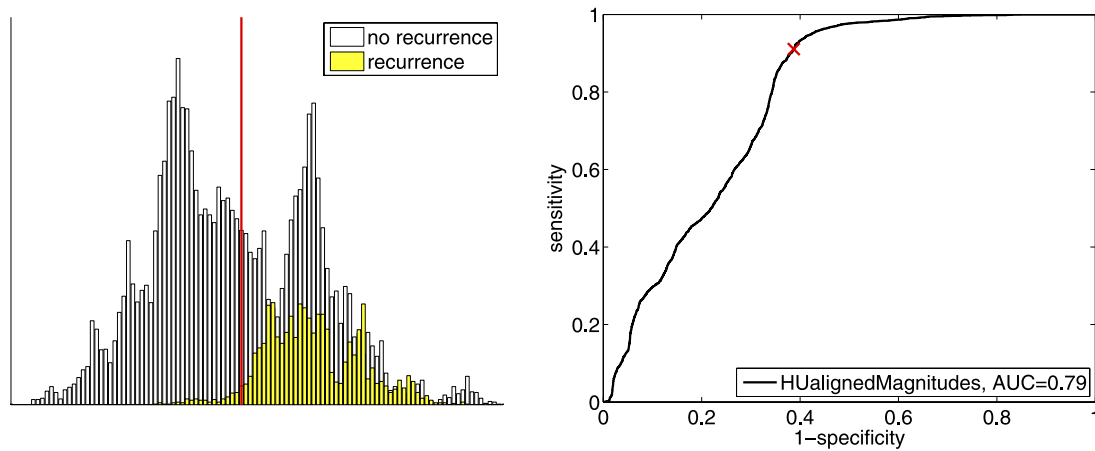 no recurrence
recurrence
1
0.8
0.6
0.4
0.2
0
sensitivity
HUalignedMagnitudes, AUC=0.79
0 0.2 0.4 0.6 0.8 1
1−specificity